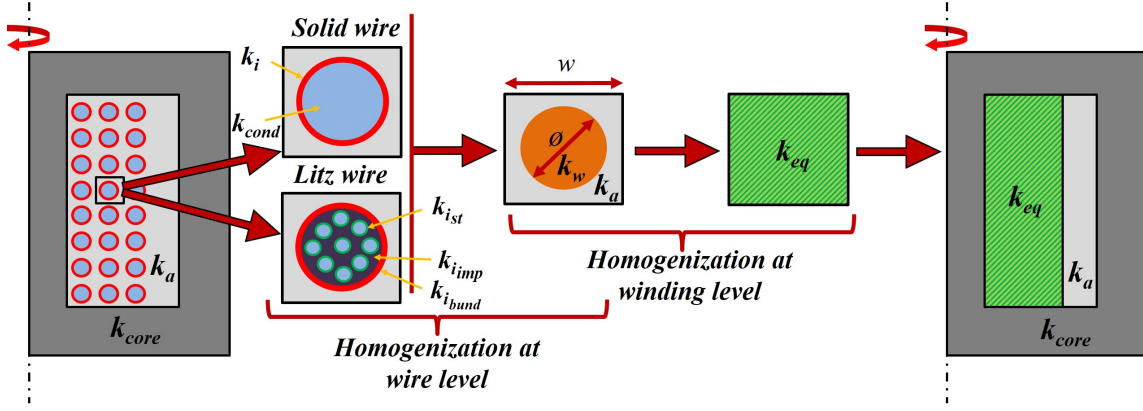 Solid wire
k_i
k_cond
Litz wire
k_ist
k_iimp
k_ibund
k_a
k_core
Homogenization at
wire level
w
ø
k_w
k_a
k_eq
Homogenization at
winding level
k_eq
k_a
k_core